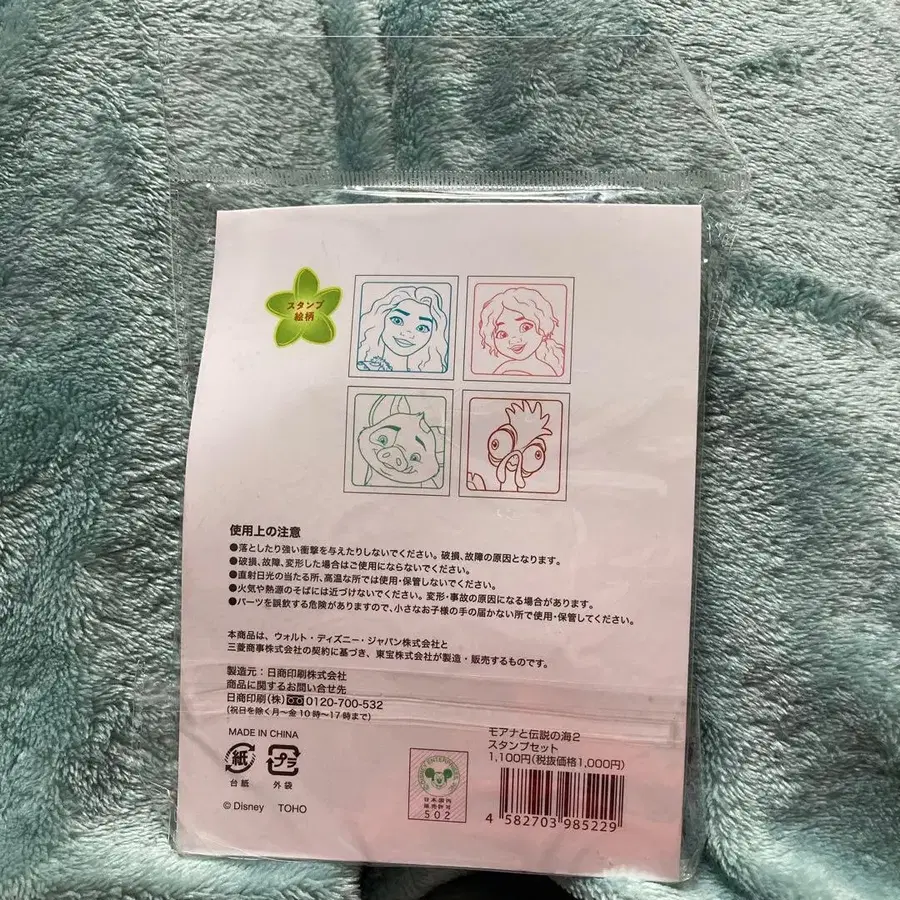 スタンプ
絵柄
使用上の注意
●落としたり強い衝撃を与えたりしないでください。破損、故障の原因となります。
●破損、故障、変形した場合はご使用にならないでください。
●直射日光の当たる所、高温な所では使用・保管しないでください。
●火気や熱源のそばには近づけないでください。変形・事故の原因になる場合があります。
●パーツを誤飲する危険がありますので、小さなお子様の手の届かない所で使用・保管してください。
本商品は、ウォルト・ディズニー・ジャパン株式会社と
三菱商事株式会社の契約に基づき、東宝株式会社が製造・販売するものです。
製造元：日商印刷株式会社
商品に関するお問い合せ先
日商印刷(株) 0120-700-532
(祝日を除く月～金10時～17時まで)
MADE IN CHINA
紙
台紙
プラ
外袋
© Disney TOHO
日本国内
販売許可
502
モアナと伝説の海2
スタンプセット
1,100円(税抜価格1,000円)
4 582703 985229